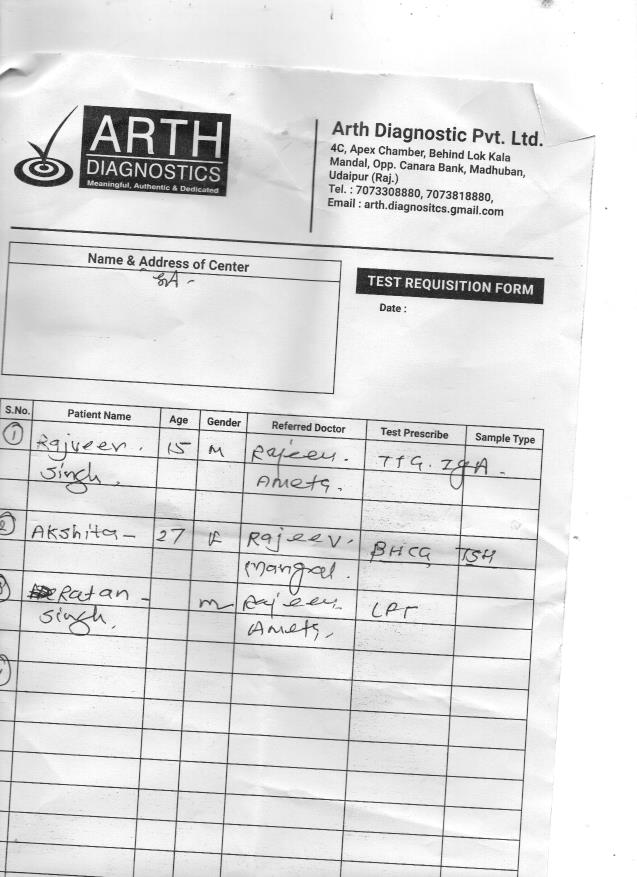 ARTH
DIAGNOSTICS
Meaningful, Authentic & Dedicated
Arth Diagnostic Pvt. Ltd.
4C, Apex Chamber, Behind Lok Kala
Mandal, Opp. Canara Bank, Madhuban,
Udaipur (Raj.)
Tel. : 7073308880, 7073818880,
Email : arth.diagnositcs.gmail.com
Name & Address of Center
TEST REQUISITION FORM
Date :
S.No. Patient Name Age Gender Referred Doctor Test Prescribe Sample Type
1 Rajveer. 15 M Rajeev. TTG. IgA.
Singh. Ameta.
2 Akshita - 27 F Rajeev. BHCG TSH
Mangal.
3 Ratan - M Rajeev.
Singh. Ameta.